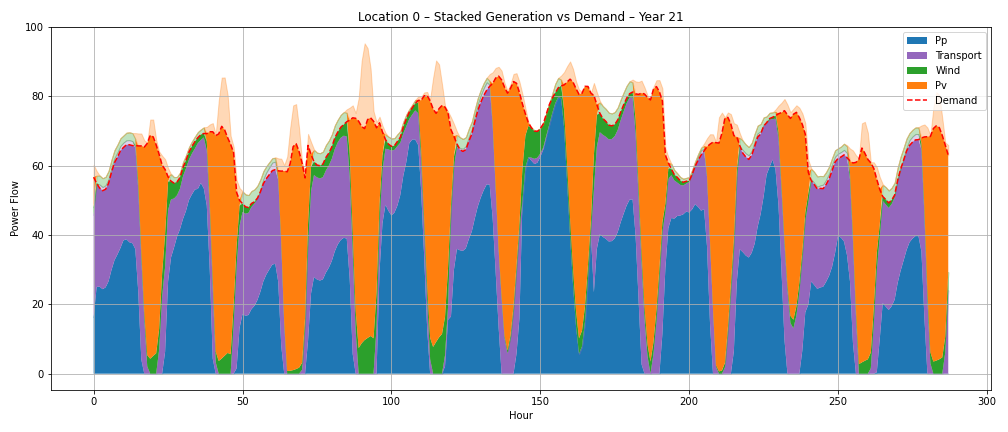 Location 0 – Stacked Generation vs Demand – Year 21
Power Flow
100
80
60
40
20
0
0
50
100
150
200
250
300
Hour
Pp
Transport
Wind
Pv
Demand